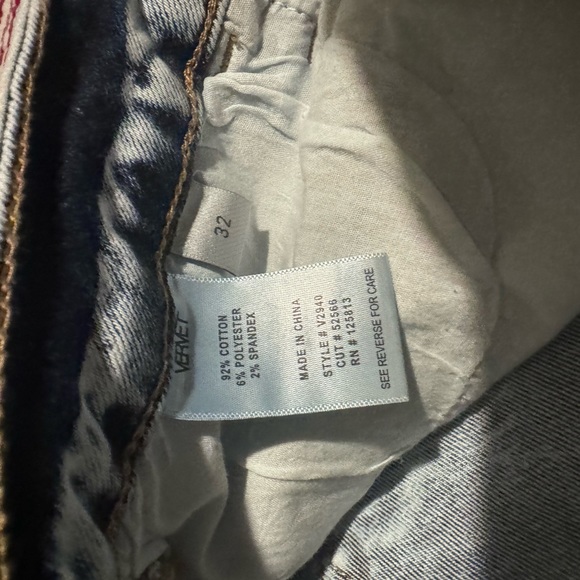 32
VERVET
92% COTTON
6% POLYESTER
2% SPANDEX
MADE IN CHINA
STYLE # V2940
CUT # 52566
RN # 125813
SEE REVERSE FOR CARE